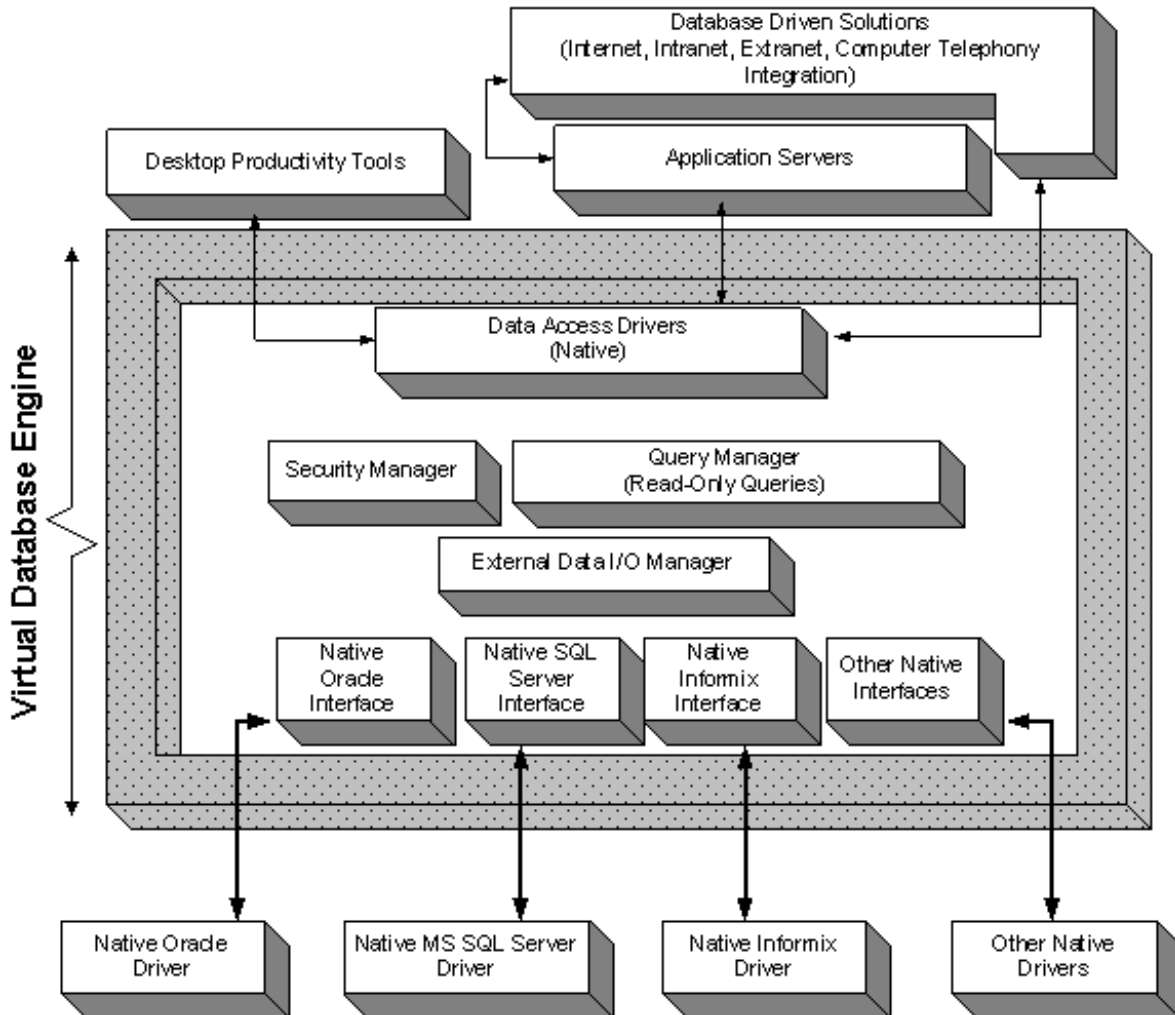 Database Driven Solutions
(Internet, Intranet, Extranet, Computer Telephony
Integration)
Desktop Productivity Tools
Application Servers
Virtual Database Engine
Data Access Drivers
(Native)
Security Manager
Query Manager
(Read-Only Queries)
External Data I/O Manager
Native
Oracle
Interface
Native SQL
Server
Interface
Native
Informix
Interface
Other Native
Interfaces
Native Oracle
Driver
Native MS SQL Server
Driver
Native Informix
Driver
Other Native
Drivers